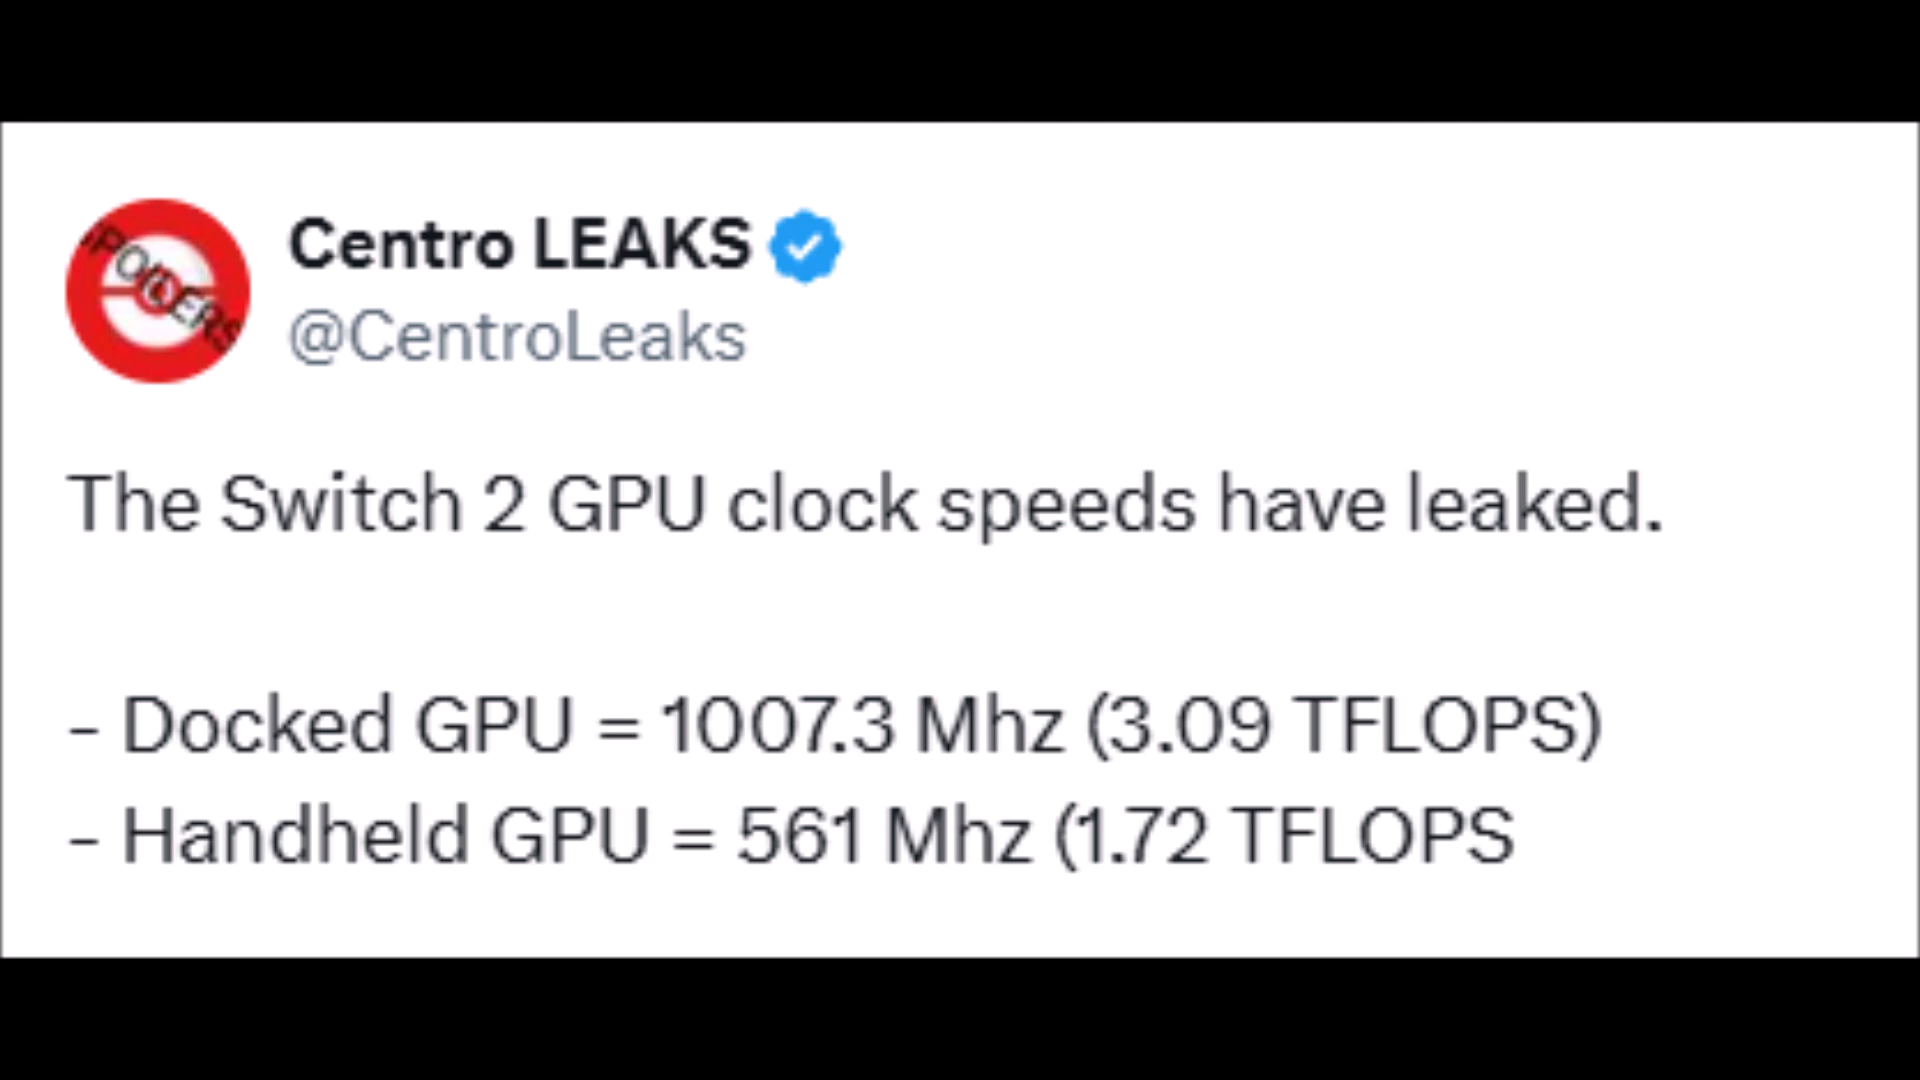 Centro LEAKS
@CentroLeaks
The Switch 2 GPU clock speeds have leaked.
- Docked GPU = 1007.3 Mhz (3.09 TFLOPS)
- Handheld GPU = 561 Mhz (1.72 TFLOPS